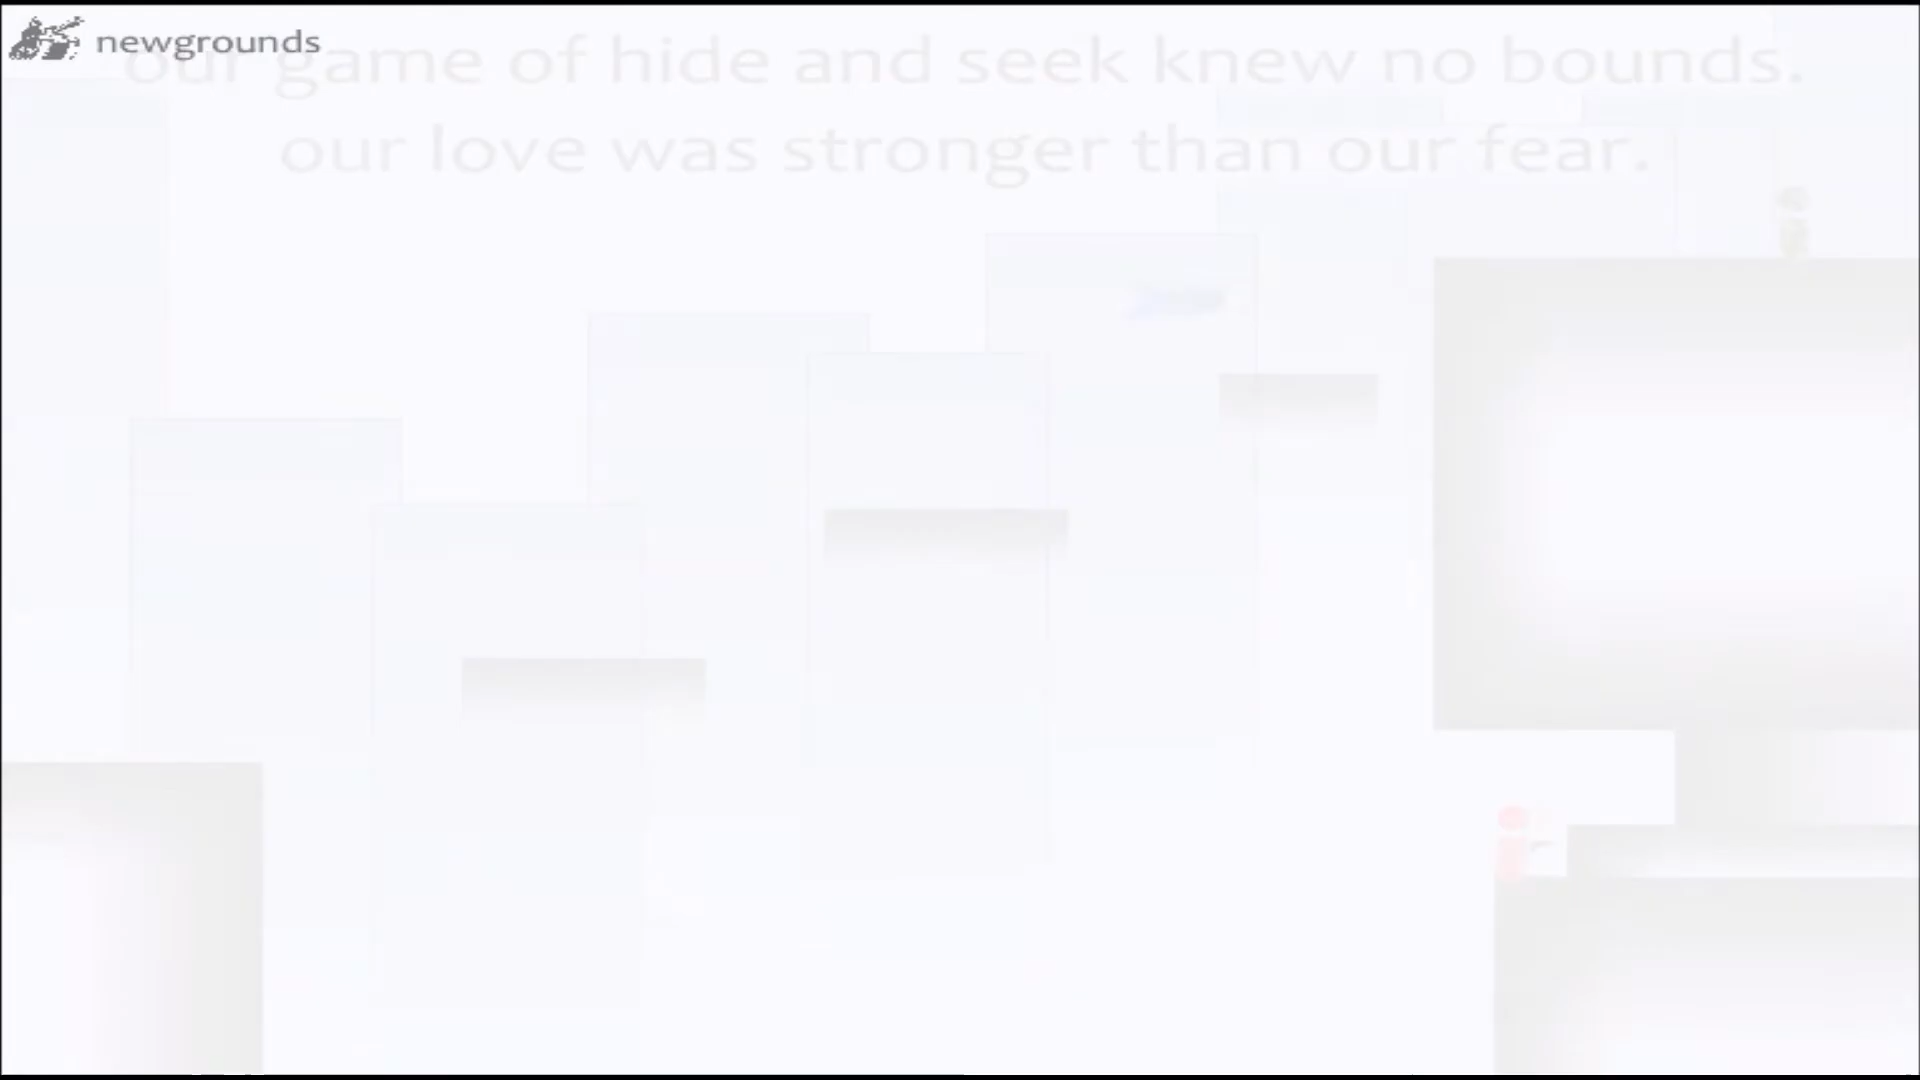 newgrounds
our game of hide and seek knew no bounds.
our love was stronger than our fear.